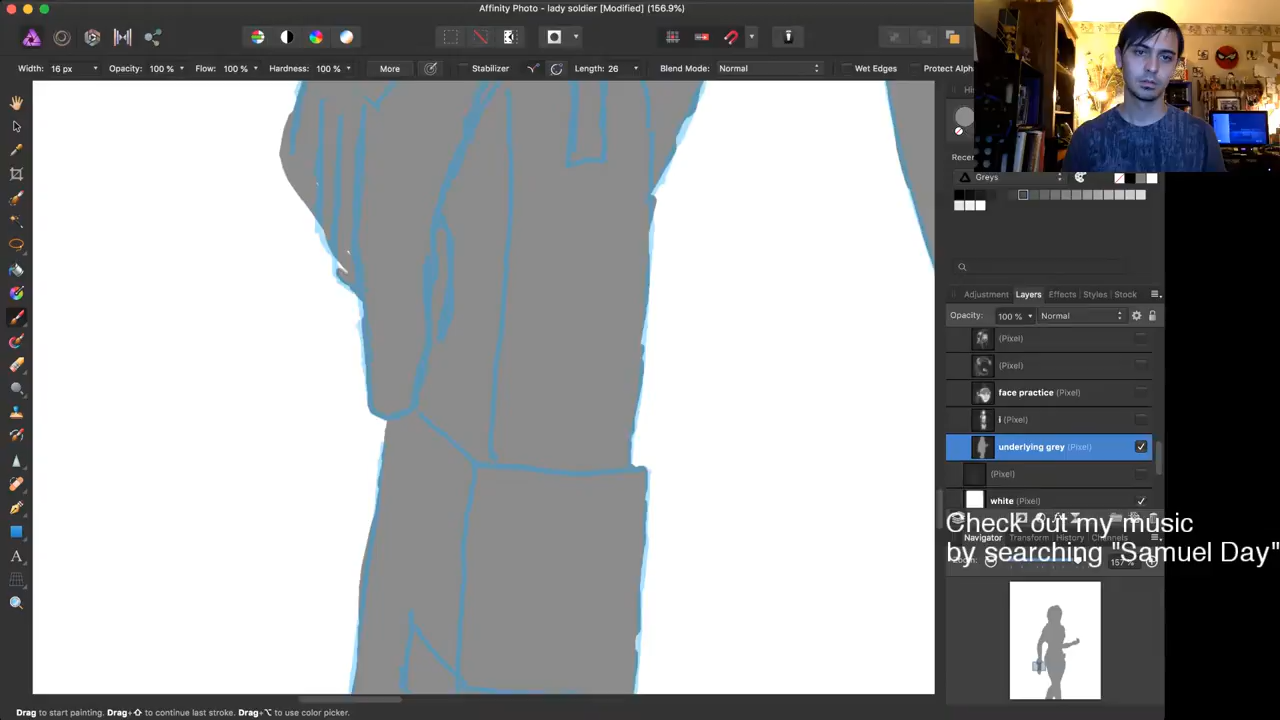 Affinity Photo - lady soldier [Modified] (156.9%)
Width: 16 px Opacity: 100 % Flow: 100 % Hardness: 100 % More Stabilizer Length: 26 Blend Mode: Normal Wet Edges Protect Alpha
Greys
Adjustment Layers Effects Styles Stock
Opacity: 100 % Normal
(Pixel)
(Pixel)
face practice (Pixel)
i (Pixel)
underlying grey (Pixel)
(Pixel)
white (Pixel)
Check out my music
Navigator Transform History Channels
by searching "Samuel Day"
Drag to start painting. Drag+⇧ to continue last stroke. Drag+⌥ to use color picker.